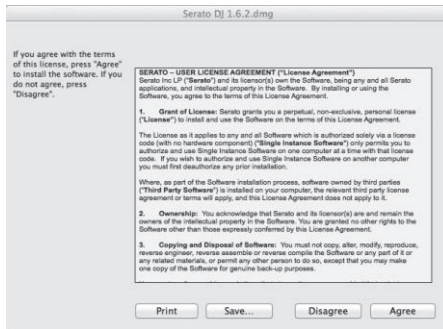 Serato DJ 1.6.2.dmg
If you agree with the terms
of this license, press "Agree"
to install the software. If you
do not agree, press
"Disagree".
SERATO – USER LICENSE AGREEMENT ("License Agreement")
Serato Inc LP ("Serato") and its licensor(s) own the Software, being any and all Serato
applications, and intellectual property in the Software. By installing or using the
Software, you agree to the terms of this License Agreement.
1. Grant of License: Serato grants you a perpetual, non-exclusive, personal license
("License") to install and use the Software on the terms of this License Agreement.
The License as it applies to any and all Software which is authorized solely via a license
code (with no hardware component) ("Single Instance Software") only permits you to
authorize and use Single Instance Software on one computer at a time with that license
code. If you wish to authorize and use Single Instance Software on another computer
you must first deauthorize any prior installation.
Where, as part of the Software installation process, software owned by third parties
("Third Party Software") is installed on your computer, the relevant third party license
agreement or terms will apply, and this License Agreement does not apply to it.
2. Ownership: You acknowledge that Serato and its licensor(s) are and remain the
owners of the intellectual property in the Software. You are granted no other rights to the
Software other than those expressly conferred by this License Agreement.
3. Copying and Disposal of Software: You must not copy, alter, modify, reproduce,
reverse engineer, reverse assemble or reverse compile the Software or any part of it or
any related materials, or permit any other person to do so, except that you may make
one copy of the Software for genuine back-up purposes.
Print Save... Disagree Agree